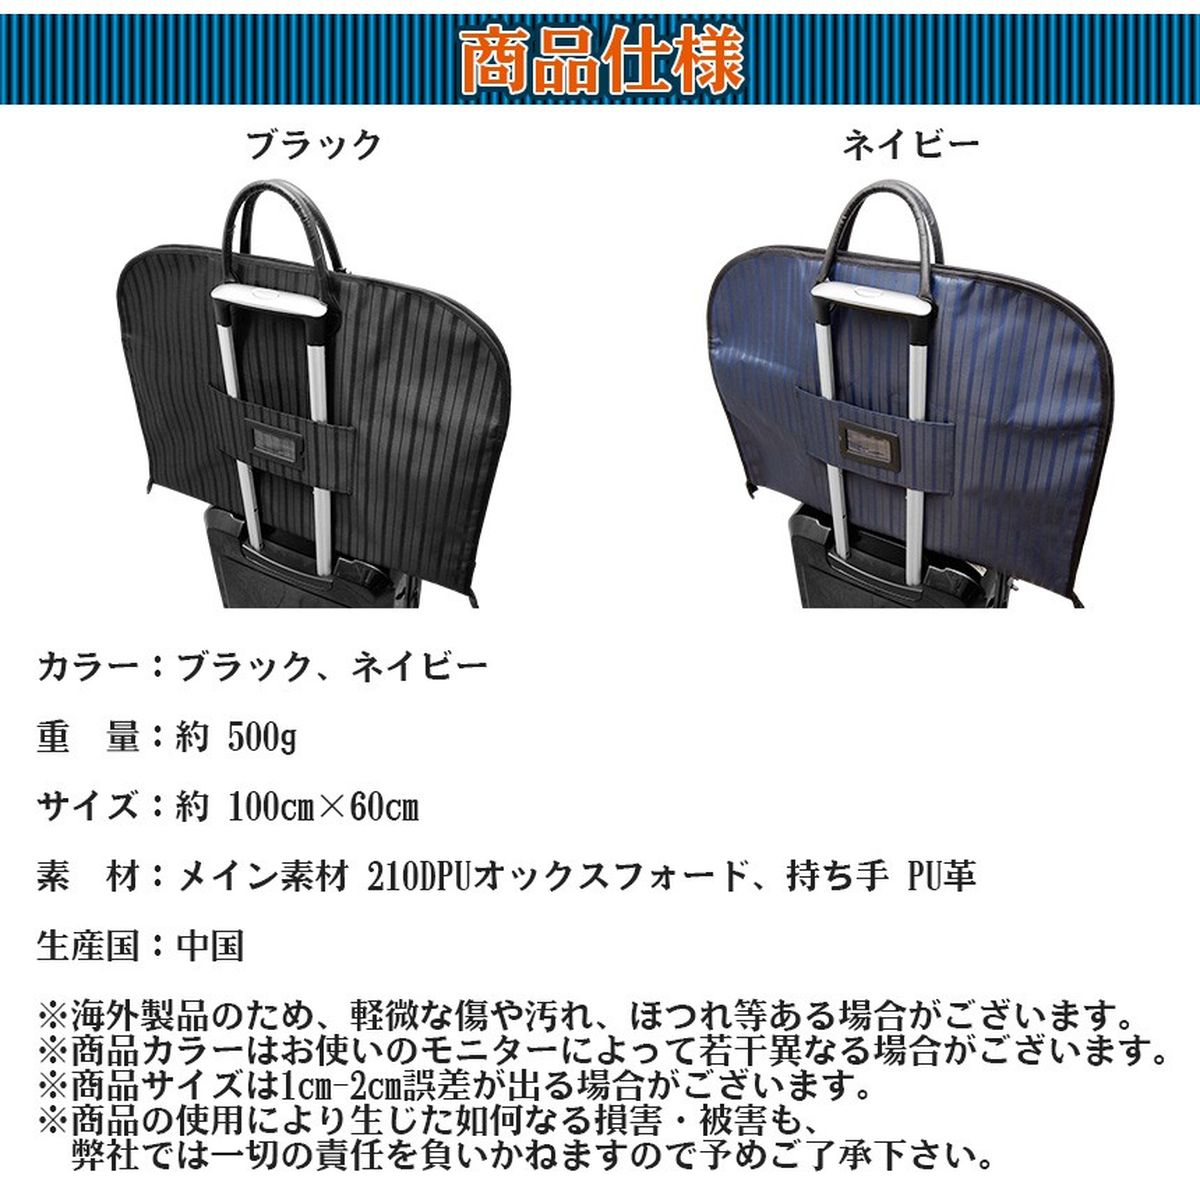 商品仕様
ブラック
ネイビー
カラー：ブラック、ネイビー
重　量：約 500g
サイズ：約 100cm×60cm
素　材：メイン素材 210DPUオックスフォード、持ち手 PU革
生産国：中国
※海外製品のため、軽微な傷や汚れ、ほつれ等ある場合がございます。
※商品カラーはお使いのモニターによって若干異なる場合がございます。
※商品サイズは1cm-2cm誤差が出る場合がございます。
※商品の使用により生じた如何なる損害・被害も、
弊社では一切の責任を負いかねますので予めご了承下さい。